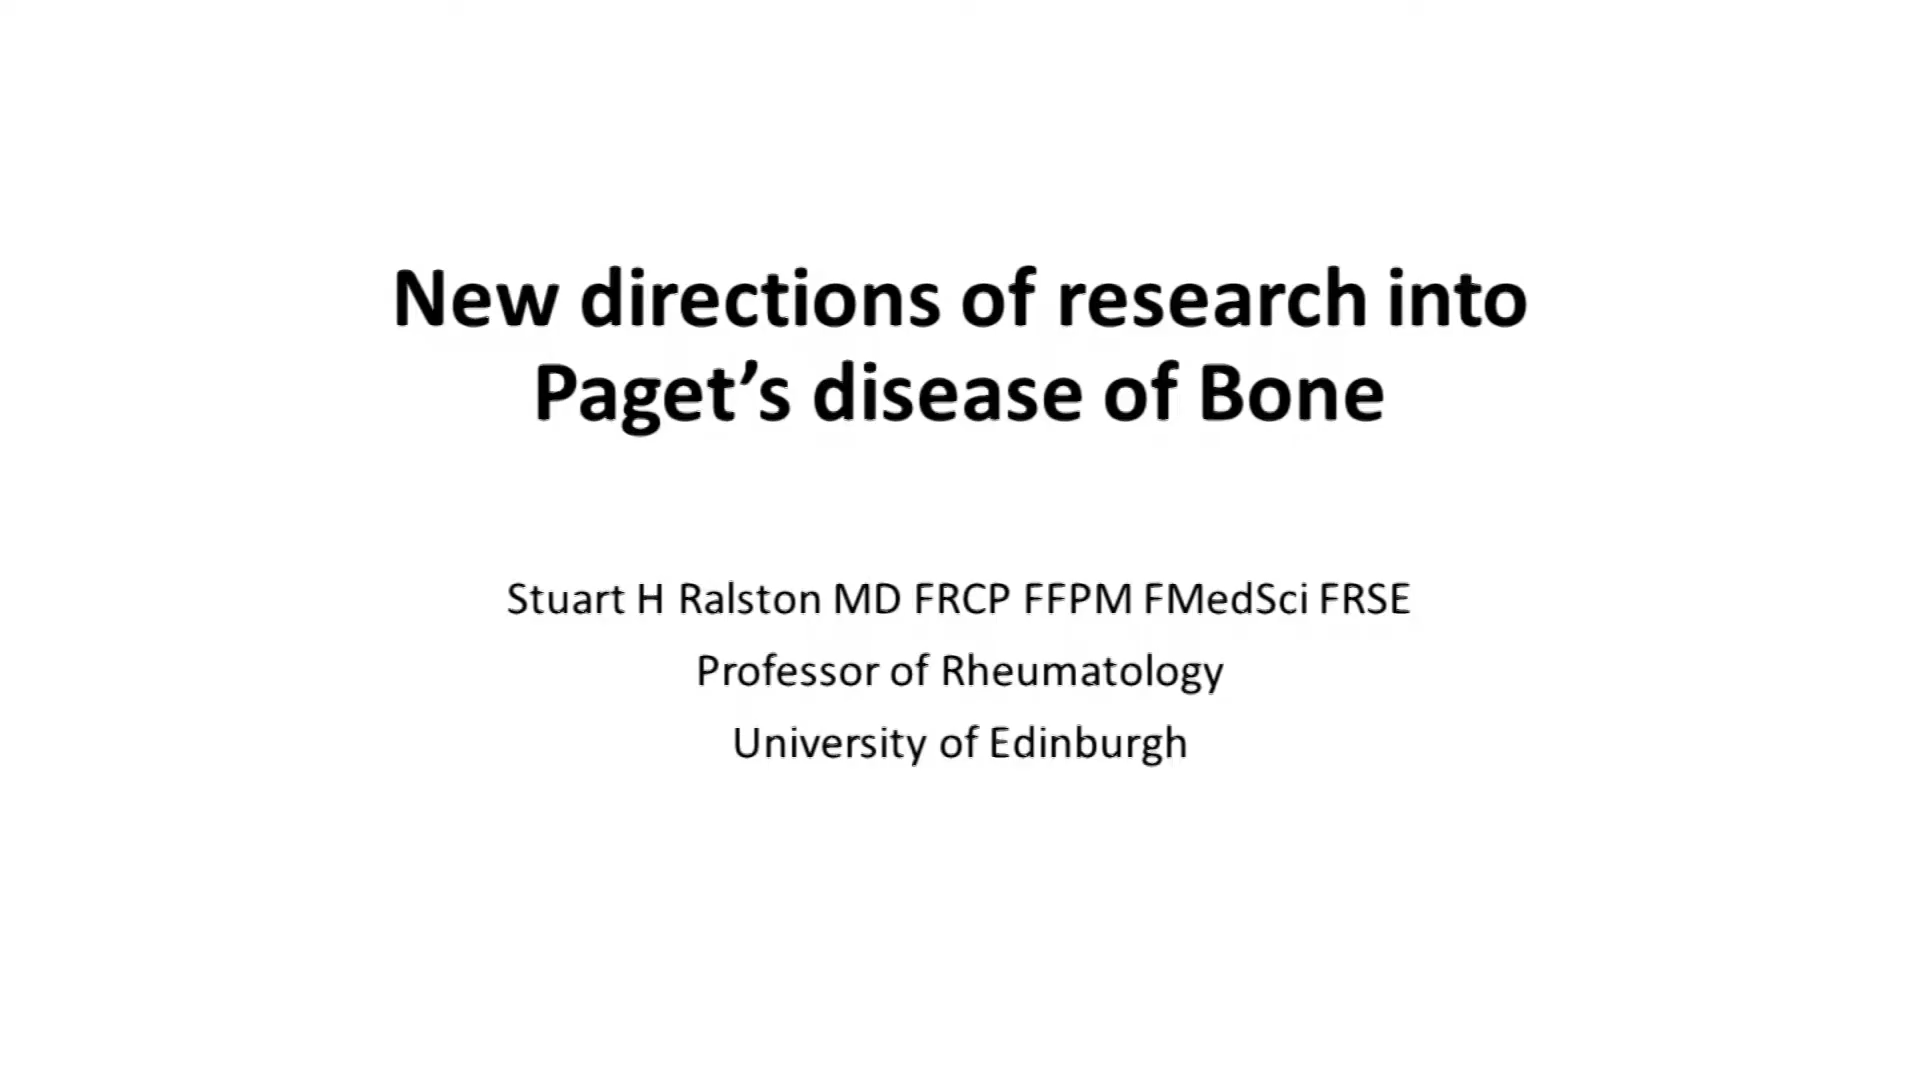 New directions of research into
Paget’s disease of Bone
Stuart H Ralston MD FRCP FFPM FMedSci FRSE
Professor of Rheumatology
University of Edinburgh